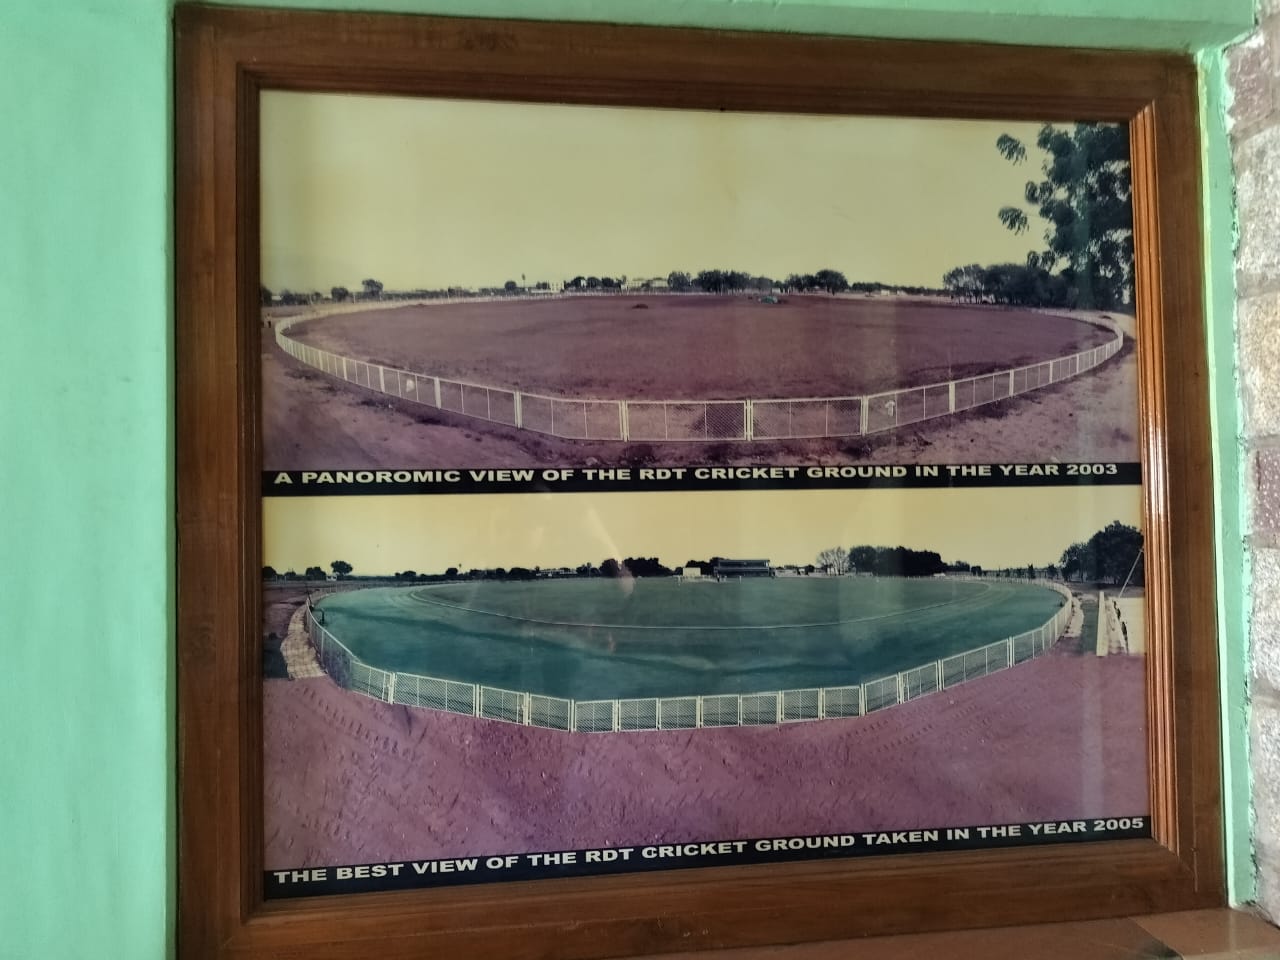 A PANOROMIC VIEW OF THE RDT CRICKET GROUND IN THE YEAR 2003
THE BEST VIEW OF THE RDT CRICKET GROUND TAKEN IN THE YEAR 2005